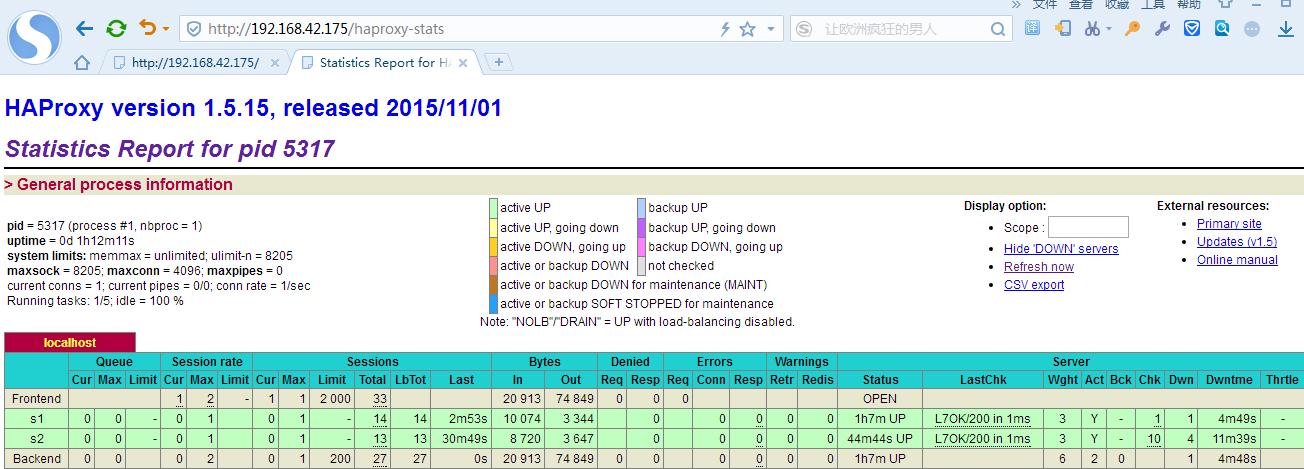 » 文件 查看 收藏 工具 帮助
http://192.168.42.175/haproxy-stats
让欧洲疯狂的男人
http://192.168.42.175/
Statistics Report for H
HAProxy version 1.5.15, released 2015/11/01
Statistics Report for pid 5317
> General process information
pid = 5317 (process #1, nbproc = 1)
uptime = 0d 1h12m11s
system limits: memmax = unlimited; ulimit-n = 8205
maxsock = 8205; maxconn = 4096; maxpipes = 0
current conns = 1; current pipes = 0/0; conn rate = 1/sec
Running tasks: 1/5; idle = 100 %
active UP backup UP
active UP, going down backup UP, going down
active DOWN, going up backup DOWN, going up
active or backup DOWN not checked
active or backup DOWN for maintenance (MAINT)
active or backup SOFT STOPPED for maintenance
Note: "NOLB"/"DRAIN" = UP with load-balancing disabled.
Display option:
• Scope :
• Hide 'DOWN' servers
• Refresh now
• CSV export
External resources:
• Primary site
• Updates (v1.5)
• Online manual
localhost
Queue Session rate Sessions Bytes Denied Errors Warnings Server
Cur Max Limit Cur Max Limit Cur Max Limit Total LbTot Last In Out Req Resp Req Conn Resp Retr Redis Status LastChk Wght Act Bck Chk Dwn Dwntme Thrtle
Frontend 1 2 - 1 1 2 000 33 20 913 74 849 0 0 0 OPEN
s1 0 0 - 0 1 0 1 - 14 14 2m53s 10 074 3 344 0 0 0 0 0 1h7m UP L7OK/200 in 1ms 3 Y - 1 1 4m49s -
s2 0 0 - 0 1 0 1 - 13 13 30m49s 8 720 3 647 0 0 0 0 0 44m44s UP L7OK/200 in 1ms 3 Y - 10 4 11m39s -
Backend 0 0 0 2 0 1 200 27 27 0s 20 913 74 849 0 0 0 0 0 0 1h7m UP 6 2 0 1 4m48s